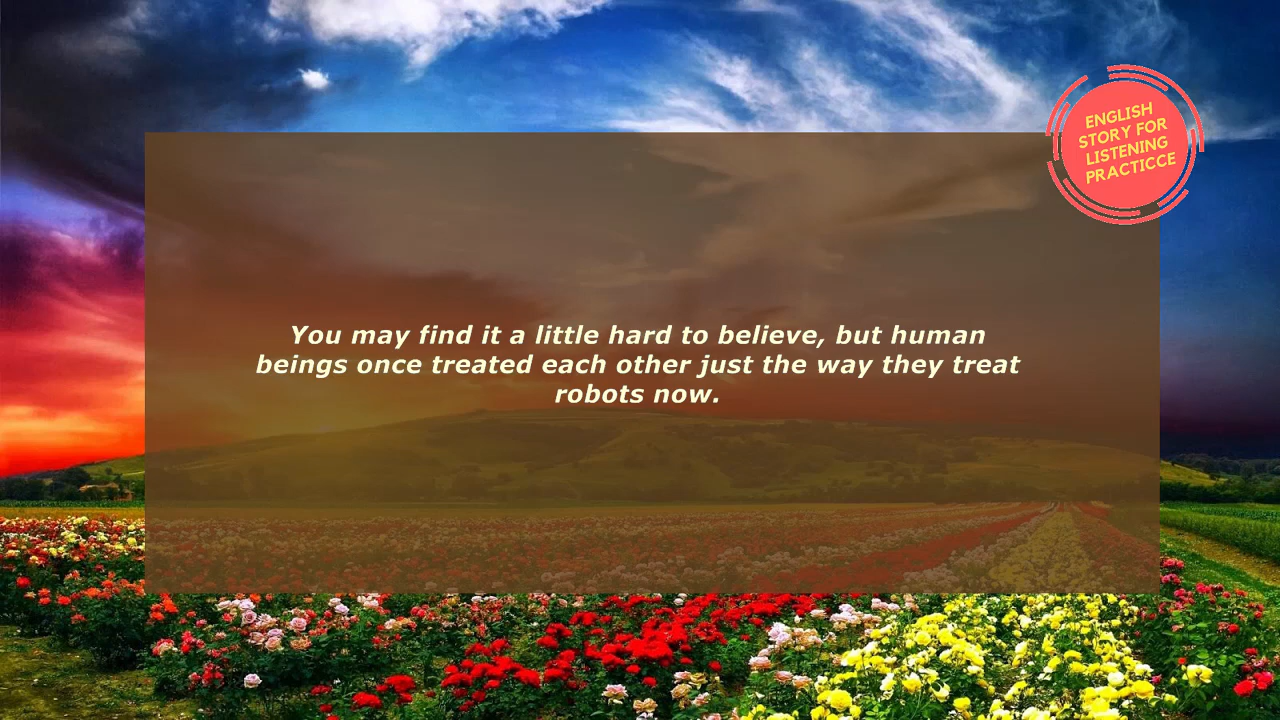 ENGLISH
STORY FOR
LISTENING
PRACTICCE
You may find it a little hard to believe, but human
beings once treated each other just the way they treat
robots now.